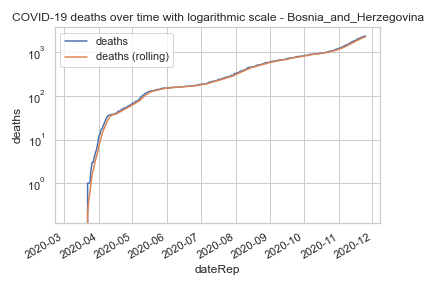 COVID-19 deaths over time with logarithmic scale - Bosnia_and_Herzegovina
deaths
deaths (rolling)
10³
10²
10¹
10⁰
deaths
2020-03
2020-04
2020-05
2020-06
2020-07
2020-08
2020-09
2020-10
2020-11
2020-12
dateRep